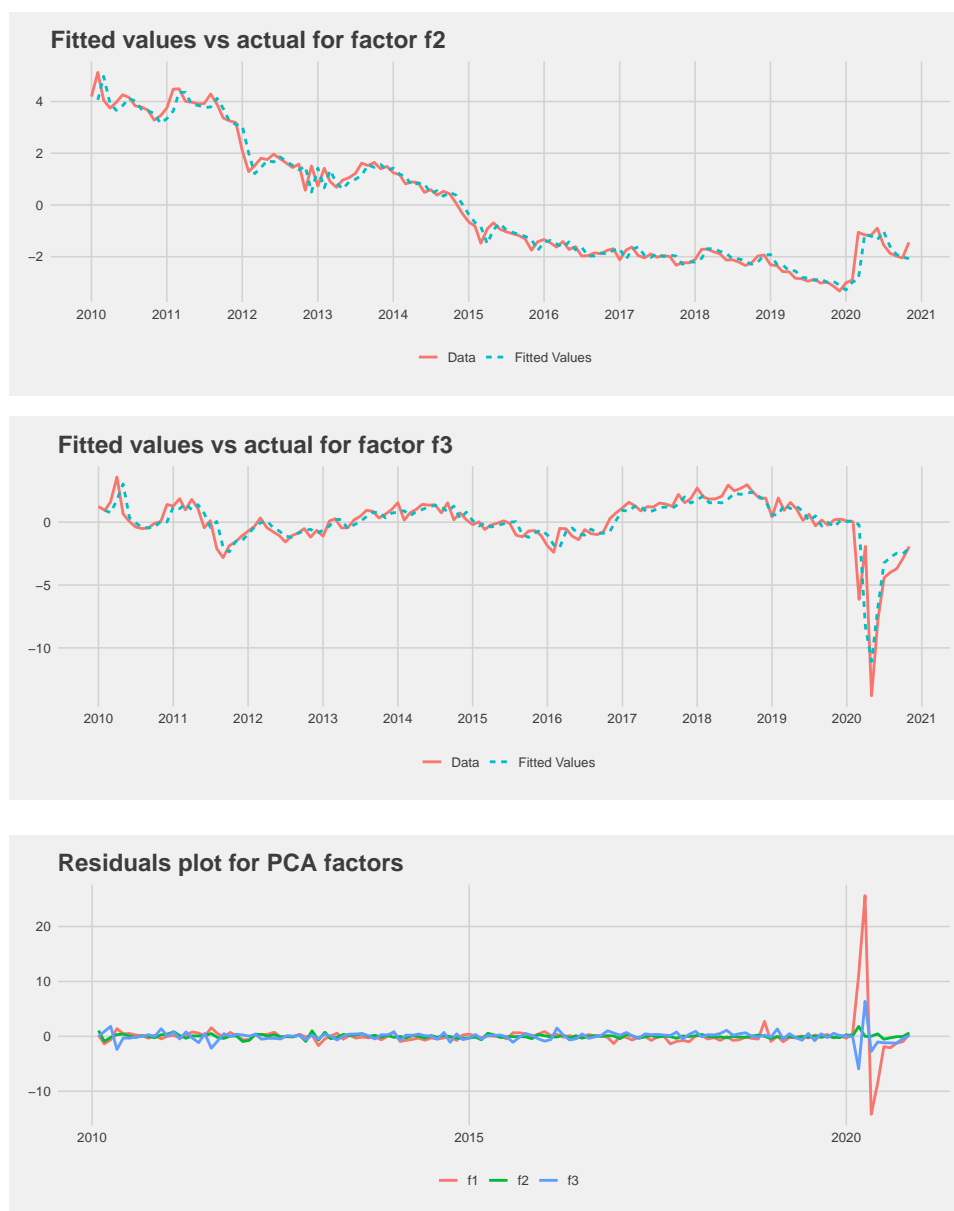 Fitted values vs actual for factor f2
4
2
0
−2
2010 2011 2012 2013 2014 2015 2016 2017 2018 2019 2020 2021
Data Fitted Values
Fitted values vs actual for factor f3
0
−5
−10
2010 2011 2012 2013 2014 2015 2016 2017 2018 2019 2020 2021
Data Fitted Values
Residuals plot for PCA factors
20
10
0
−10
2010 2015 2020
f1 f2 f3